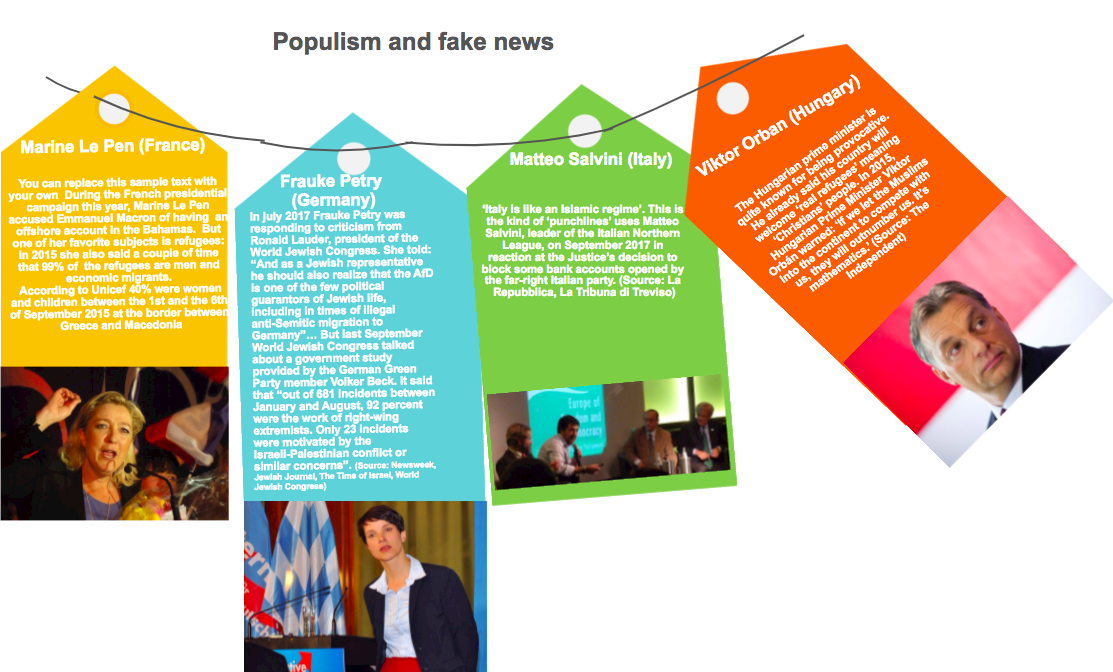 Populism and fake news
Marine Le Pen (France)
You can replace this sample text with
your own During the French presidential
campaign this year, Marine Le Pen
accused Emmanuel Macron of having an
offshore account in the Bahamas. But
one of her favorite subjects is refugees:
in 2015 she also said a couple of time
that 99% of the refugees are men and
economic migrants.
According to Unicef 40% were women
and children between the 1st and the 6th
of September 2015 at the border between
Greece and Macedonia
Frauke Petry
(Germany)
In july 2017 Frauke Petry was
responding to criticism from
Ronald Lauder, president of the
World Jewish Congress. She told:
“And as a Jewish representative
he should also realize that the AfD
is one of the few political
guarantors of Jewish life,
including in times of illegal
anti-Semitic migration to
Germany”… But last September
World Jewish Congress talked
about a government study
provided by the German Green
Party member Volker Beck. It said
that “out of 681 incidents between
January and August, 92 percent
were the work of right-wing
extremists. Only 23 incidents
were motivated by the
Israeli-Palestinian conflict or
similar concerns”. (Source: Newsweek,
Jewish Journal, The Time of Israel, World
Jewish Congress)
Matteo Salvini (Italy)
‘Italy is like an Islamic regime’. This is
the kind of ‘punchlines’ uses Matteo
Salvini, leader of the Italian Northern
League, on September 2017 in
reaction at the Justice’s decision to
block some bank accounts opened by
the far-right Italian party. (Source: La
Repubblica, La Tribuna di Treviso)
Europe of
and
Viktor Orban (Hungary)
The Hungarian prime minister is
quite known for being provocative.
He already said his country will
welcome ‘real refugees’ meaning
‘Christians’ people. In 2015,
Hungarian Prime Minister Viktor
Orbán warned: ‘if we let the Muslims
into the continent to compete with
us, they will outnumber us. It’s
mathematics.’ (Source: The
Independent)